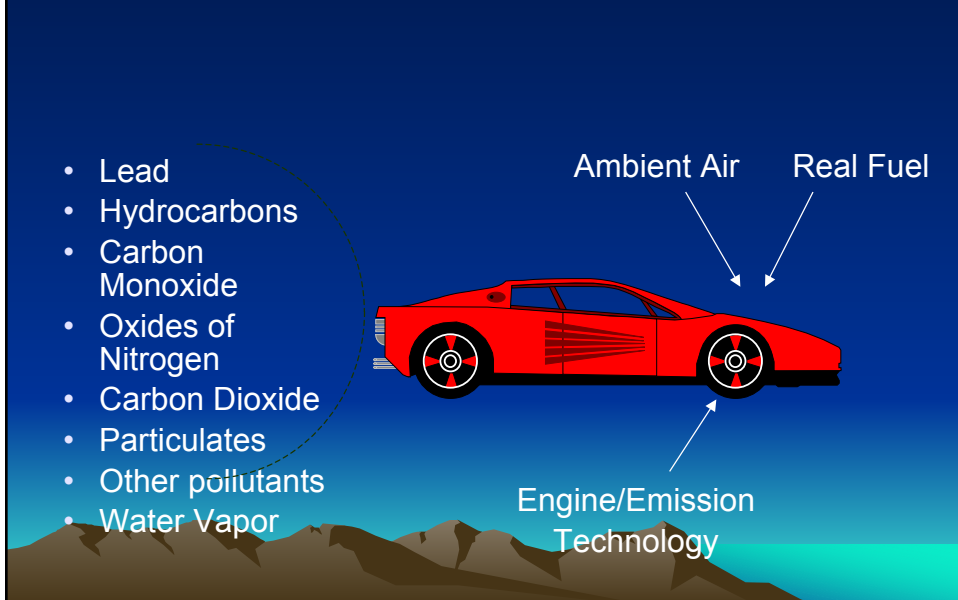 • Lead
• Hydrocarbons
• Carbon
Monoxide
• Oxides of
Nitrogen
• Carbon Dioxide
• Particulates
• Other pollutants
• Water Vapor
Ambient Air
Real Fuel
Engine/Emission
Technology